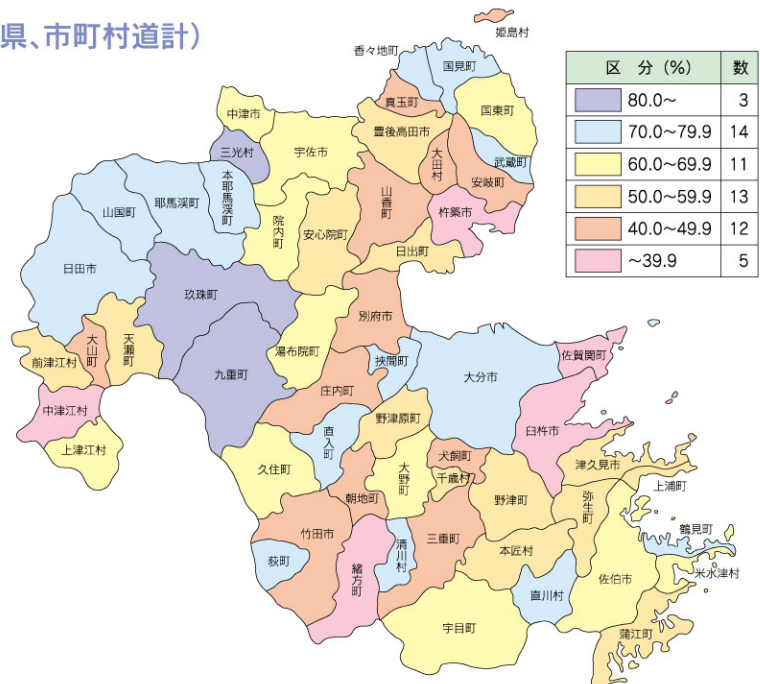 県、市町村道計)
区 分 (%) 数
80.0~ 3
70.0~79.9 14
60.0~69.9 11
50.0~59.9 13
40.0~49.9 12
~39.9 5
姫島村
香々地町
国見町
真玉町
国東町
中津市
豊後高田市
三光村
宇佐市
大田村
武蔵町
安岐町
本耶馬渓町
耶馬渓町
山国町
山香町
杵築市
院内町
安心院町
日出町
日田市
玖珠町
別府市
天瀬町
大山町
前津江村
湯布院町
挾間町
佐賀関町
九重町
大分市
庄内町
中津江村
野津原町
臼杵市
直入町
上津江村
久住町
大野町
犬飼町
千歳村
津久見市
上浦町
朝地町
野津町
弥生町
竹田市
鶴見町
清川村
三重町
本匠村
荻町
緒方町
米水津村
佐伯市
直川村
宇目町
蒲江町